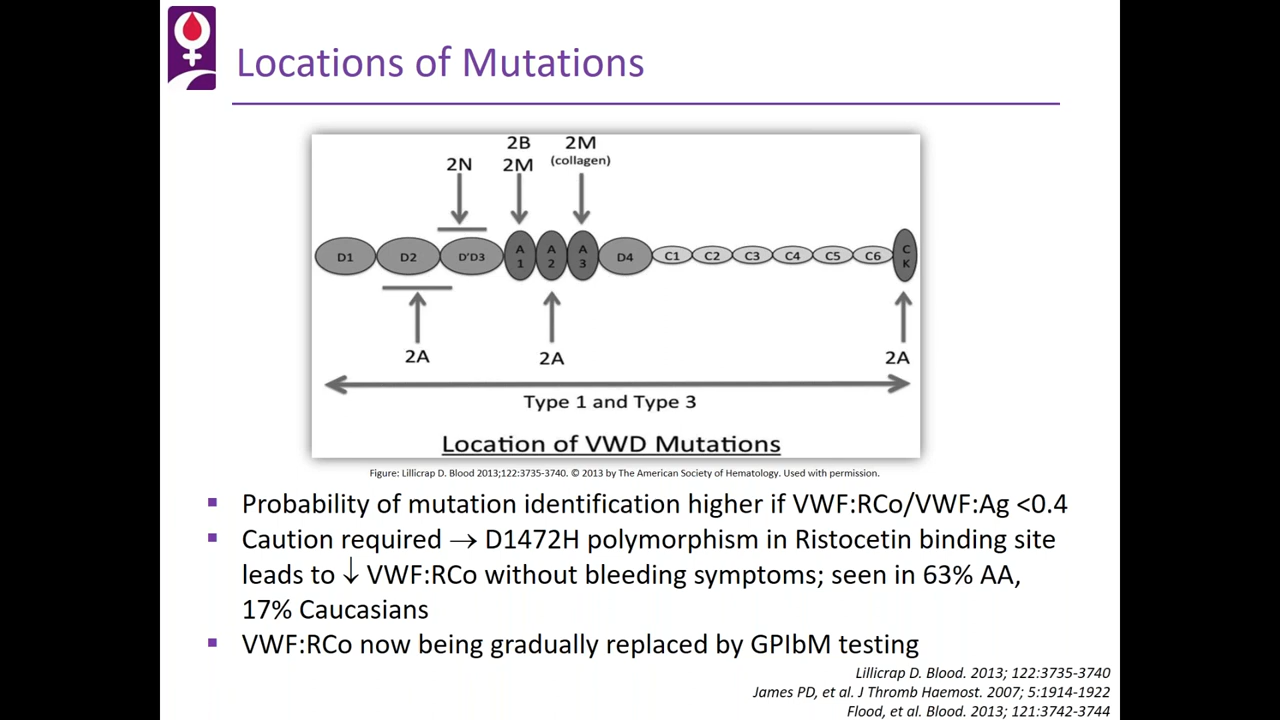 Locations of Mutations
2B
2M
2N
2M
(collagen)
D1
D2
D'D3
A
1
A
2
A
3
D4
C1
C2
C3
C4
C5
C6
C
K
2A
2A
2A
Type 1 and Type 3
Location of VWD Mutations
Figure: Lillicrap D. Blood 2013;122:3735-3740. © 2013 by The American Society of Hematology. Used with permission.
▪ Probability of mutation identification higher if VWF:RCo/VWF:Ag <0.4
▪ Caution required → D1472H polymorphism in Ristocetin binding site
leads to ↓ VWF:RCo without bleeding symptoms; seen in 63% AA,
17% Caucasians
▪ VWF:RCo now being gradually replaced by GPIbM testing
Lillicrap D. Blood. 2013; 122:3735-3740
James PD, et al. J Thromb Haemost. 2007; 5:1914-1922
Flood, et al. Blood. 2013; 121:3742-3744